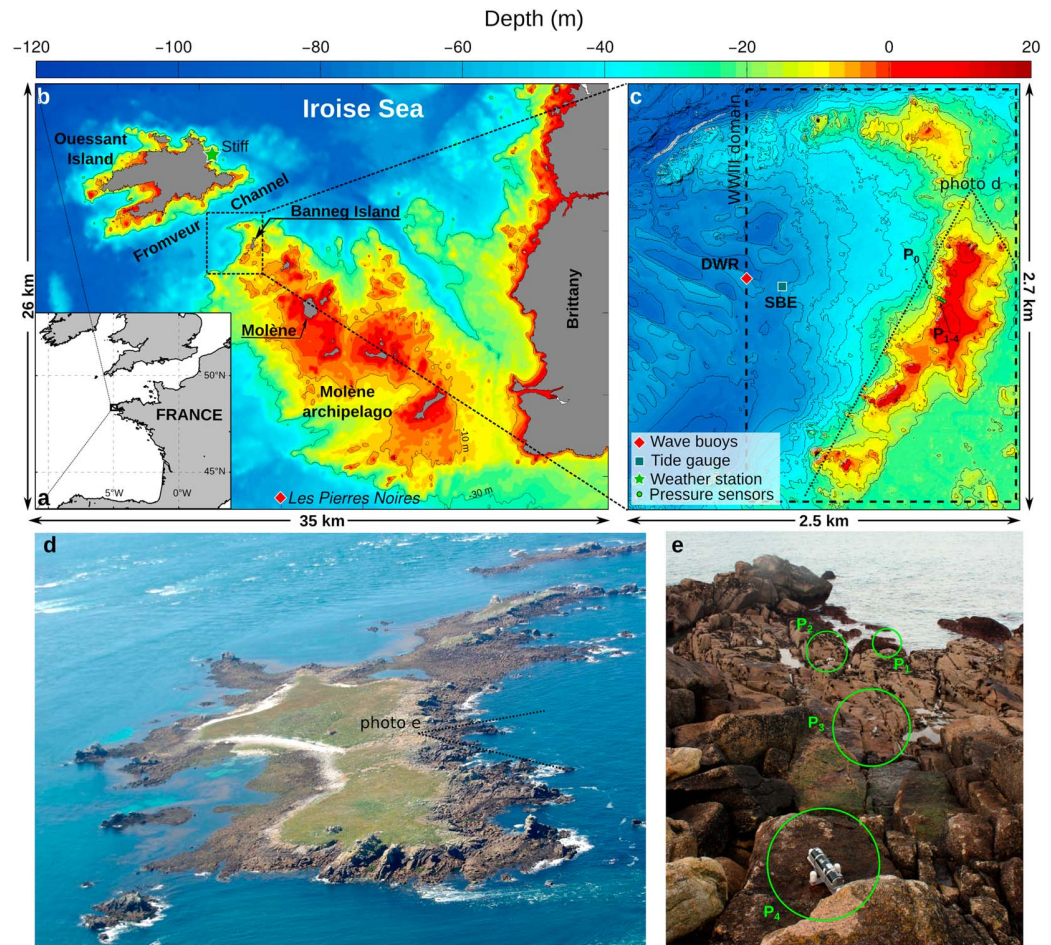 Depth (m)
−120 −100 −80 −60 −40 −20 0 20
b
Iroise Sea
Ouessant
Island
Stiff
Fromveur Channel
Banneg Island
Molène
Molène
archipelago
Brittany
-10 m
-30 m
Les Pierres Noires
26 km
35 km
50°N
FRANCE
45°N
a
5°W 0°W
c
WWIII domain
photo d
P0
DWR
SBE
P1-4
Wave buoys
Tide gauge
Weather station
Pressure sensors
2.7 km
2.5 km
d
photo e
e
P2
P1
P3
P4